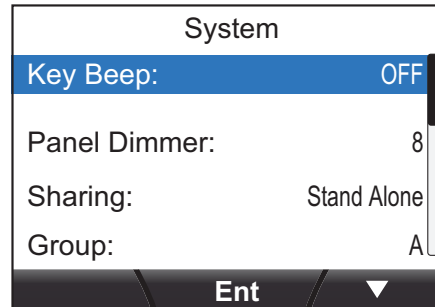 System
Key Beep: OFF
Panel Dimmer: 8
Sharing: Stand Alone
Group: A
Ent ▼